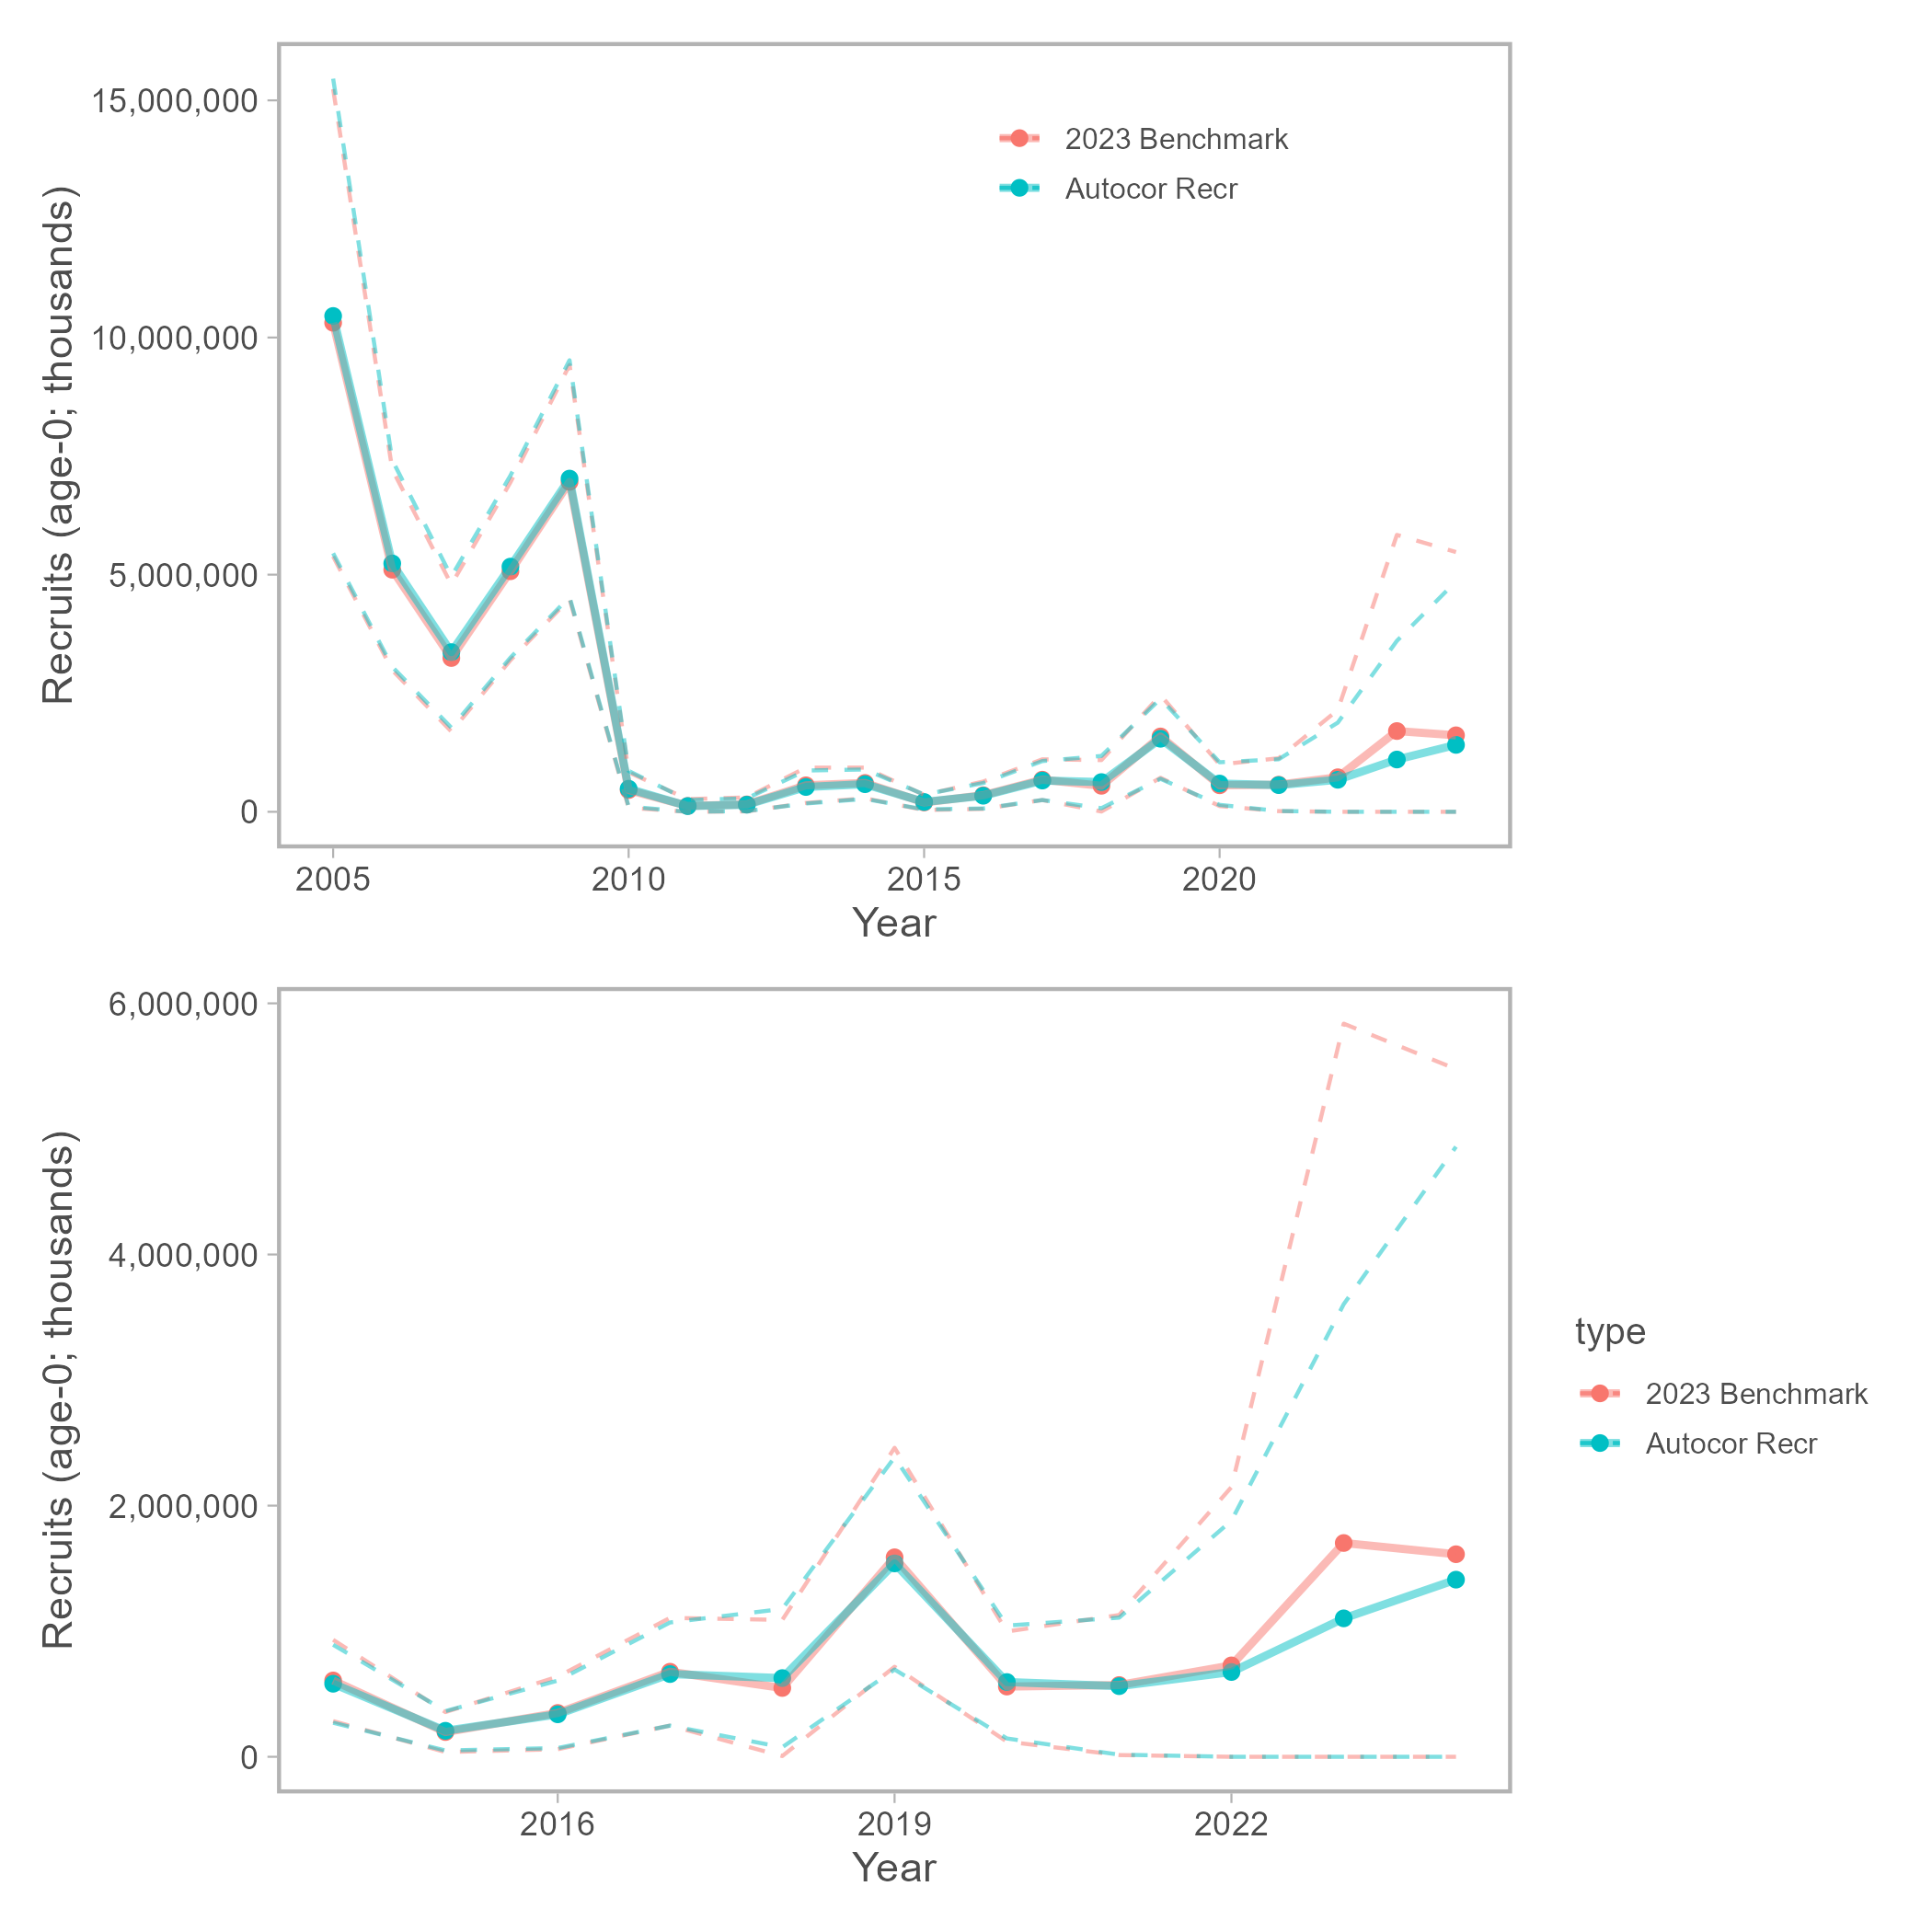 15,000,000
10,000,000
5,000,000
0
Recruits (age-0; thousands)
2023 Benchmark
Autocor Recr
2005 2010 2015 2020
Year
6,000,000
4,000,000
2,000,000
0
Recruits (age-0; thousands)
2016 2019 2022
Year
type
2023 Benchmark
Autocor Recr